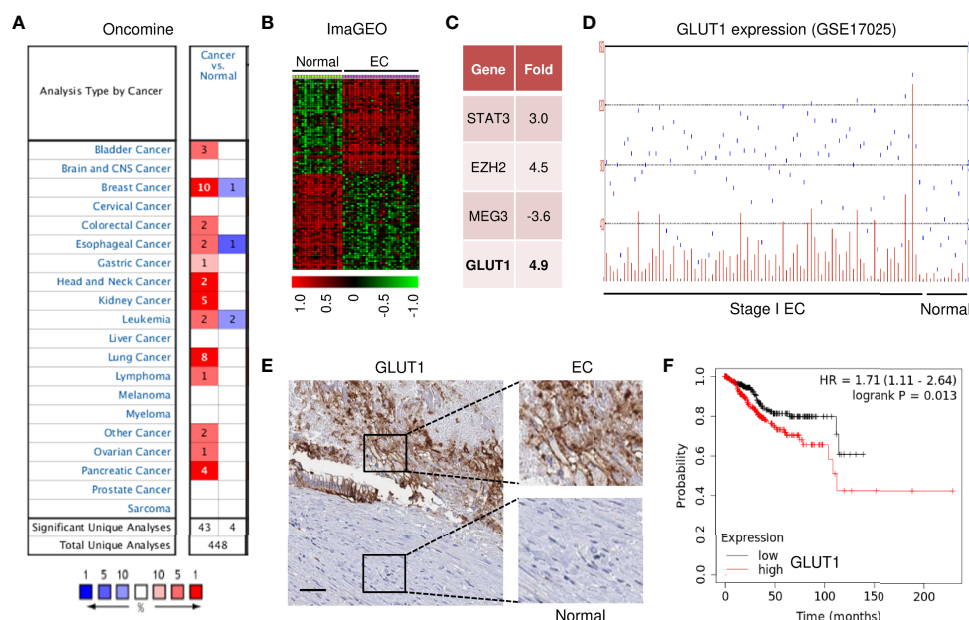 A
Oncomine
Analysis Type by Cancer
Cancer
vs.
Normal
Bladder Cancer 3
Brain and CNS Cancer
Breast Cancer 10 1
Cervical Cancer
Colorectal Cancer 2
Esophageal Cancer 2 1
Gastric Cancer 1
Head and Neck Cancer 2
Kidney Cancer 5
Leukemia 2 2
Liver Cancer
Lung Cancer 8
Lymphoma 1
Melanoma
Myeloma
Other Cancer 2
Ovarian Cancer 1
Pancreatic Cancer 4
Prostate Cancer
Sarcoma
Significant Unique Analyses 43 4
Total Unique Analyses 448
1 5 10 10 5 1
%
B
ImaGEO
Normal EC
1.0 0.5 0 -0.5 -1.0
C
Gene Fold
STAT3 3.0
EZH2 4.5
MEG3 -3.6
GLUT1 4.9
D
GLUT1 expression (GSE17025)
Stage I EC Normal
E
GLUT1 EC
Normal
F
HR = 1.71 (1.11 - 2.64)
logrank P = 0.013
Probability
1.0
0.8
0.6
0.4
0.2
0.0
Expression
low
high
GLUT1
0 50 100 150 200
Time (months)